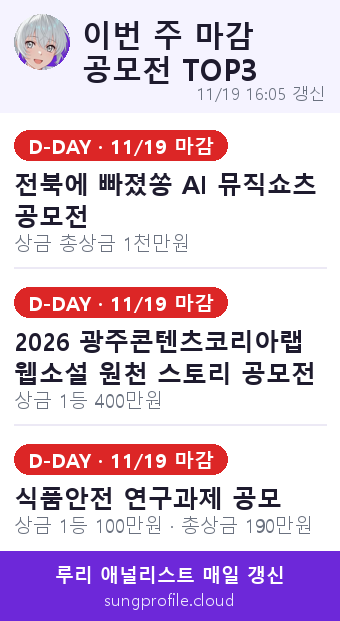 이번 주 마감
공모전 TOP3
11/19 16:05 갱신
D-DAY · 11/19 마감
전북에 빠졌쏭 AI 뮤직쇼츠
공모전
상금 총상금 1천만원
D-DAY · 11/19 마감
2026 광주콘텐츠코리아랩
웹소설 원천 스토리 공모전
상금 1등 400만원
D-DAY · 11/19 마감
식품안전 연구과제 공모
상금 1등 100만원 · 총상금 190만원
루리 애널리스트 매일 갱신
sungprofile.cloud